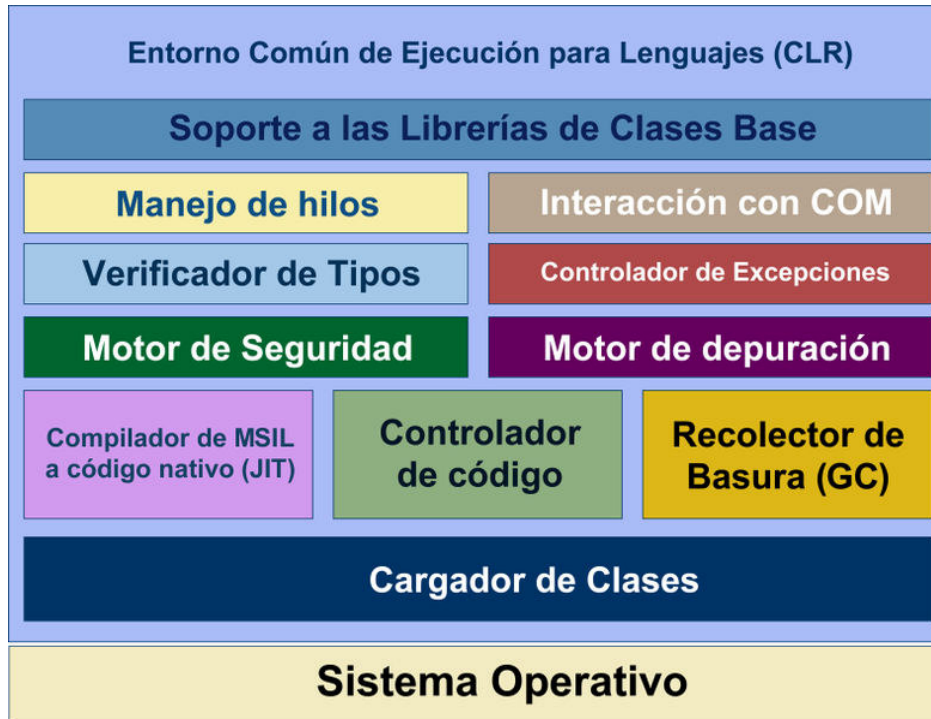 Entorno Común de Ejecución para Lenguajes (CLR)
Soporte a las Librerías de Clases Base
Manejo de hilos
Interacción con COM
Verificador de Tipos
Controlador de Excepciones
Motor de Seguridad
Motor de depuración
Compilador de MSIL
a código nativo (JIT)
Controlador
de código
Recolector de
Basura (GC)
Cargador de Clases
Sistema Operativo